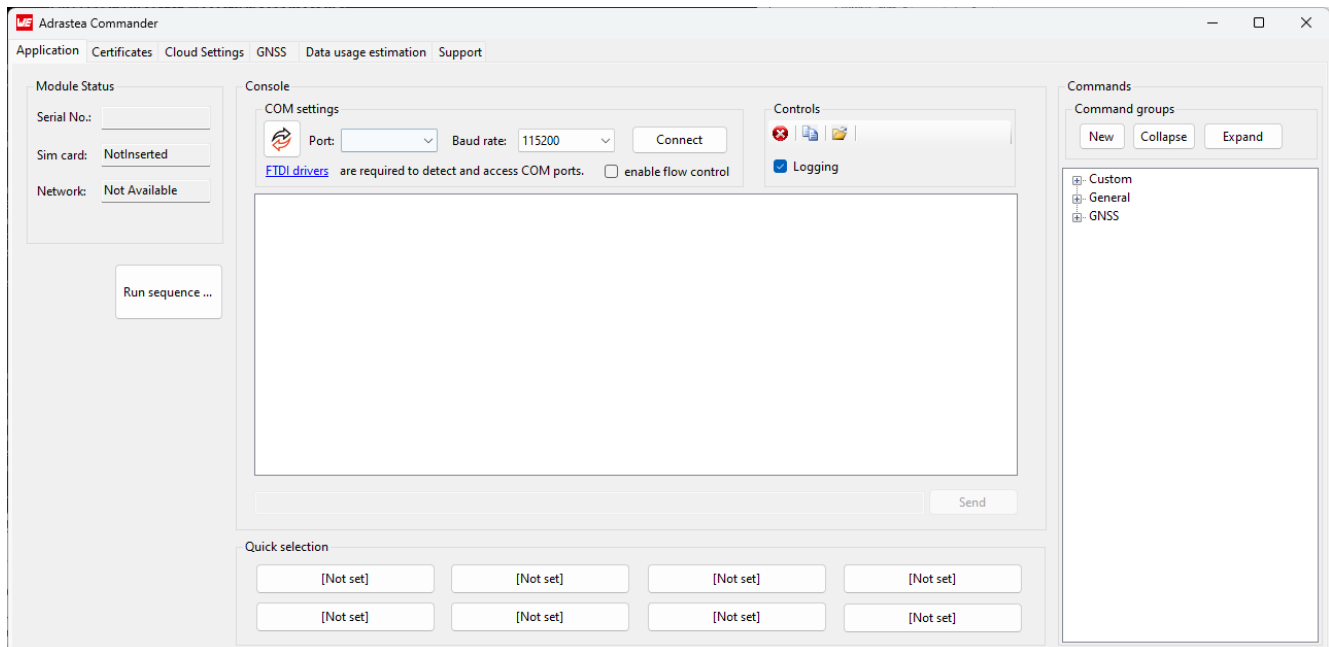 WE Adrastea Commander
Application Certificates Cloud Settings GNSS Data usage estimation Support
Module Status
Serial No.:
Sim card: NotInserted
Network: Not Available
Run sequence ...
Console
COM settings
Port: Baud rate: 115200 Connect
FTDI drivers are required to detect and access COM ports. enable flow control
Controls
Logging
Send
Quick selection
[Not set] [Not set] [Not set] [Not set]
[Not set] [Not set] [Not set] [Not set]
Commands
Command groups
New Collapse Expand
Custom
General
GNSS